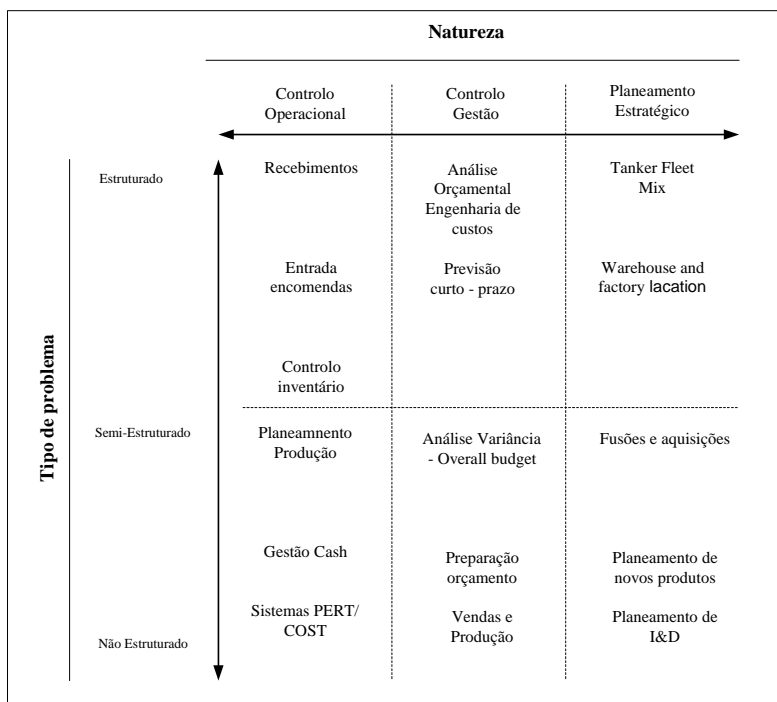 Natureza
Controlo
Operacional
Controlo
Gestão
Planeamento
Estratégico
Tipo de problema
Estruturado
Recebimentos
Análise
Orçamental
Engenharia de
custos
Tanker Fleet
Mix
Entrada
encomendas
Previsão
curto - prazo
Warehouse and
factory lacation
Controlo
inventário
Semi-Estruturado
Planeamnento
Produção
Análise Variância
- Overall budget
Fusões e aquisições
Gestão Cash
Preparação
orçamento
Planeamento de
novos produtos
Não Estruturado
Sistemas PERT/
COST
Vendas e
Produção
Planeamento de
I&D